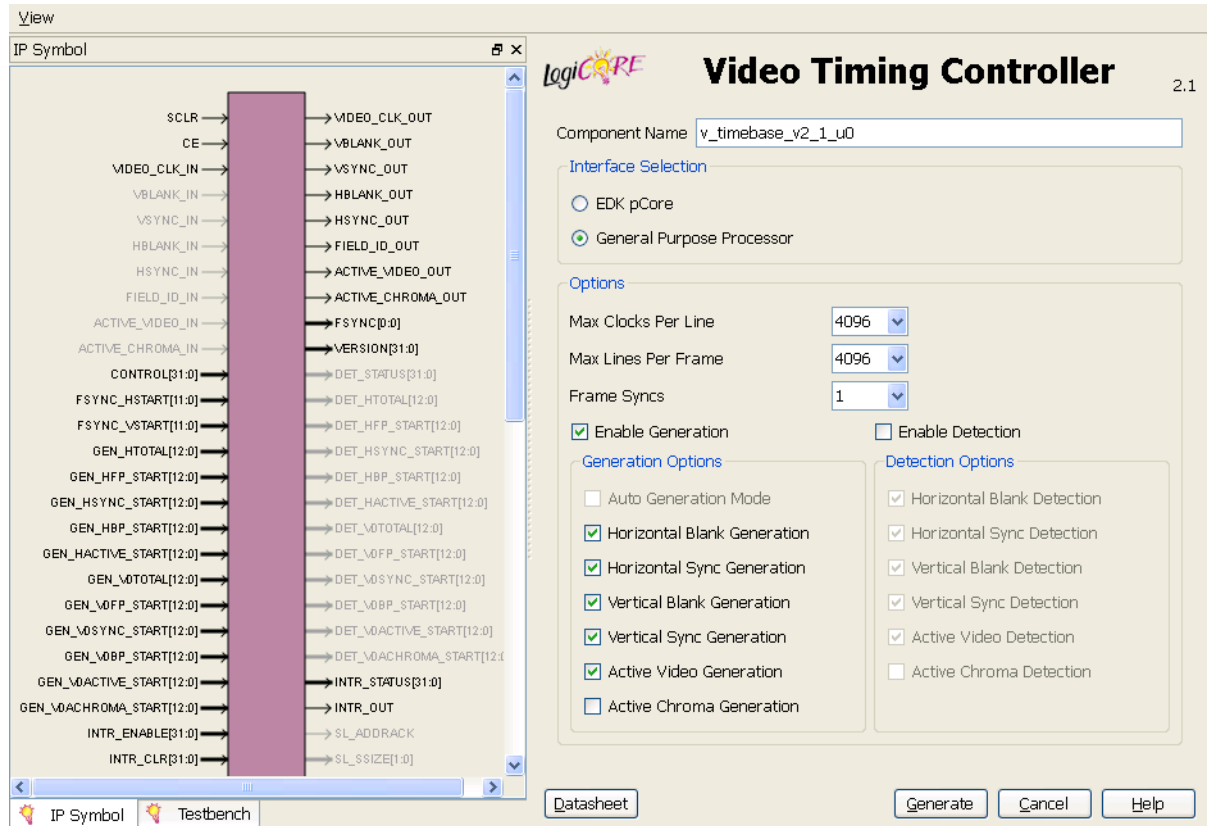 View
IP Symbol
SCLR
CE
VIDEO_CLK_IN
VBLANK_IN
VSYNC_IN
HBLANK_IN
HSYNC_IN
FIELD_ID_IN
ACTIVE_VIDEO_IN
ACTIVE_CHROMA_IN
CONTROL[31:0]
FSYNC_HSTART[11:0]
FSYNC_VSTART[11:0]
GEN_HTOTAL[12:0]
GEN_HFP_START[12:0]
GEN_HSYNC_START[12:0]
GEN_HBP_START[12:0]
GEN_HACTIVE_START[12:0]
GEN_V0TOTAL[12:0]
GEN_V0FP_START[12:0]
GEN_V0SYNC_START[12:0]
GEN_V0BP_START[12:0]
GEN_V0ACTIVE_START[12:0]
GEN_V0ACHROMA_START[12:0]
INTR_ENABLE[31:0]
INTR_CLR[31:0]
VIDEO_CLK_OUT
VBLANK_OUT
VSYNC_OUT
HBLANK_OUT
HSYNC_OUT
FIELD_ID_OUT
ACTIVE_VIDEO_OUT
ACTIVE_CHROMA_OUT
FSYNC[0:0]
VERSION[31:0]
DET_STATUS[31:0]
DET_HTOTAL[12:0]
DET_HFP_START[12:0]
DET_HSYNC_START[12:0]
DET_HBP_START[12:0]
DET_HACTIVE_START[12:0]
DET_V0TOTAL[12:0]
DET_V0FP_START[12:0]
DET_V0SYNC_START[12:0]
DET_V0BP_START[12:0]
DET_V0ACTIVE_START[12:0]
DET_V0ACHROMA_START[12:0
INTR_STATUS[31:0]
INTR_OUT
SL_ADDRACK
SL_SSIZE[1:0]
IP Symbol
Testbench
LogiCORE
Video Timing Controller
2.1
Component Name v_timebase_v2_1_u0
Interface Selection
EDK pCore
General Purpose Processor
Options
Max Clocks Per Line 4096
Max Lines Per Frame 4096
Frame Syncs 1
Enable Generation
Enable Detection
Generation Options
Auto Generation Mode
Horizontal Blank Generation
Horizontal Sync Generation
Vertical Blank Generation
Vertical Sync Generation
Active Video Generation
Active Chroma Generation
Detection Options
Horizontal Blank Detection
Horizontal Sync Detection
Vertical Blank Detection
Vertical Sync Detection
Active Video Detection
Active Chroma Detection
Datasheet
Generate
Cancel
Help